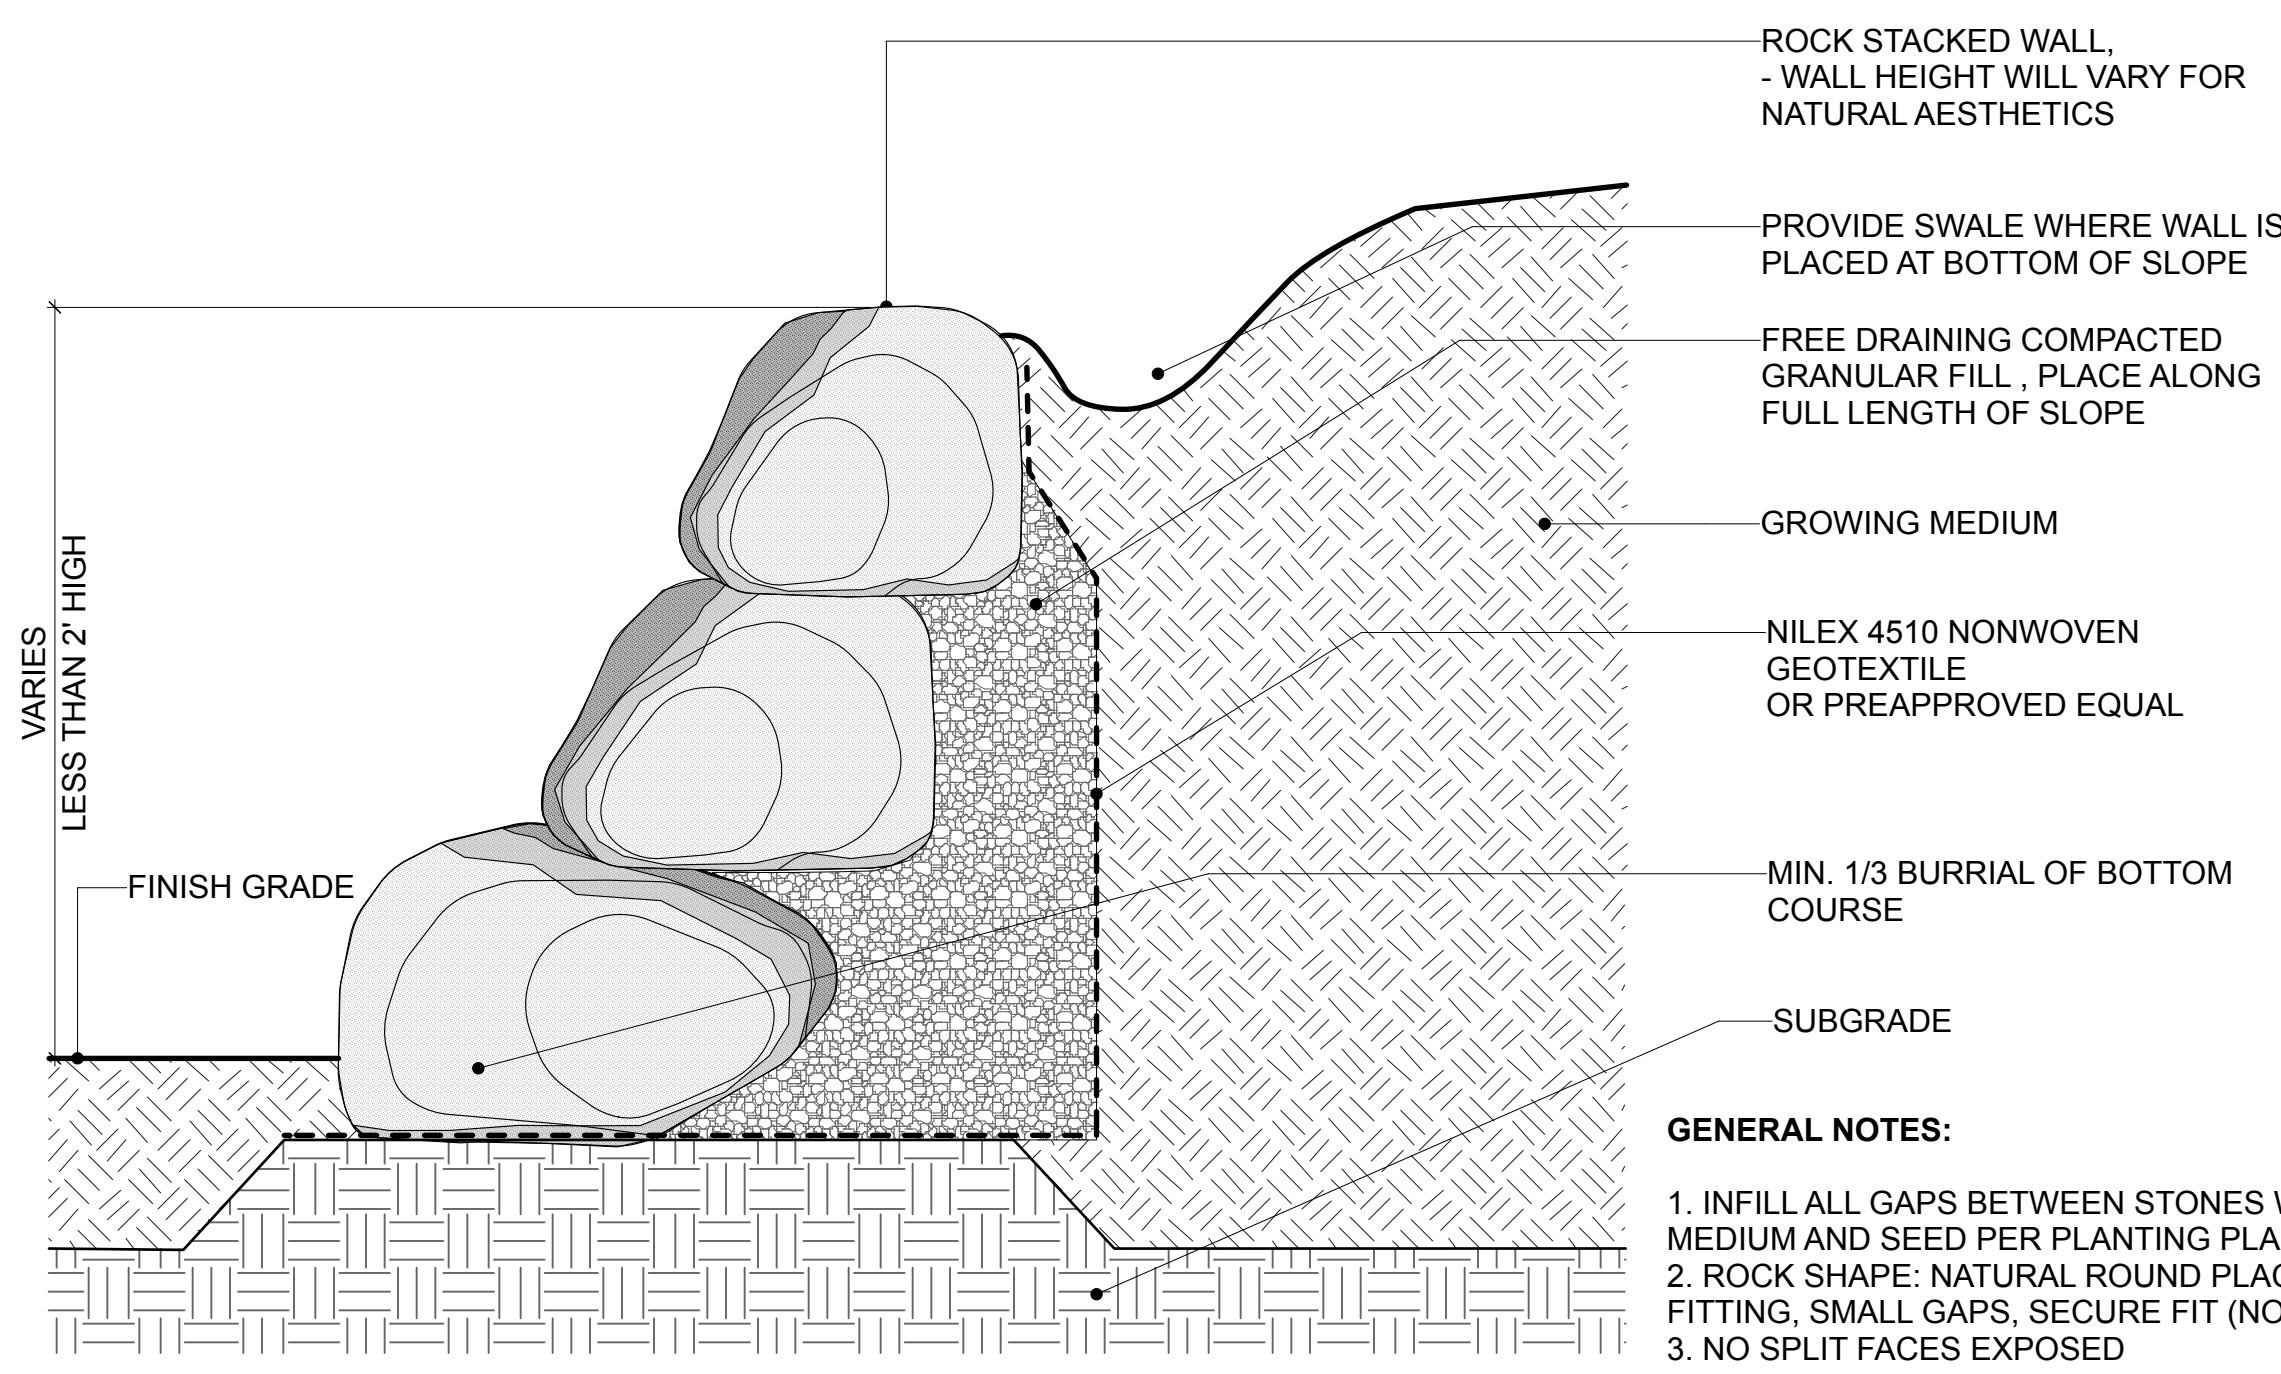 ROCK STACKED WALL,
- WALL HEIGHT WILL VARY FOR
NATURAL AESTHETICS
PROVIDE SWALE WHERE WALL IS
PLACED AT BOTTOM OF SLOPE
FREE DRAINING COMPACTED
GRANULAR FILL , PLACE ALONG
FULL LENGTH OF SLOPE
GROWING MEDIUM
VARIES
LESS THAN 2' HIGH
NILEX 4510 NONWOVEN
GEOTEXTILE
OR PREAPPROVED EQUAL
FINISH GRADE
MIN. 1/3 BURRIAL OF BOTTOM
COURSE
SUBGRADE
GENERAL NOTES:
1. INFILL ALL GAPS BETWEEN STONES
MEDIUM AND SEED PER PLANTING
2. ROCK SHAPE: NATURAL ROUND
FITTING, SMALL GAPS, SECURE FIT
3. NO SPLIT FACES EXPOSED